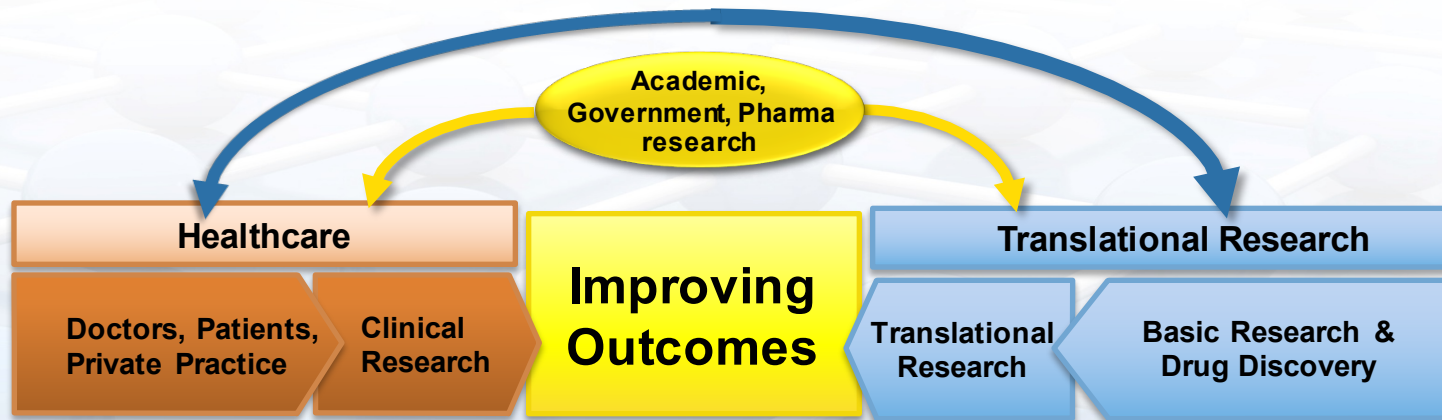 Academic,
Government, Pharma
research
Healthcare
Translational Research
Doctors, Patients,
Private Practice
Clinical
Research
Improving
Outcomes
Translational
Research
Basic Research &
Drug Discovery